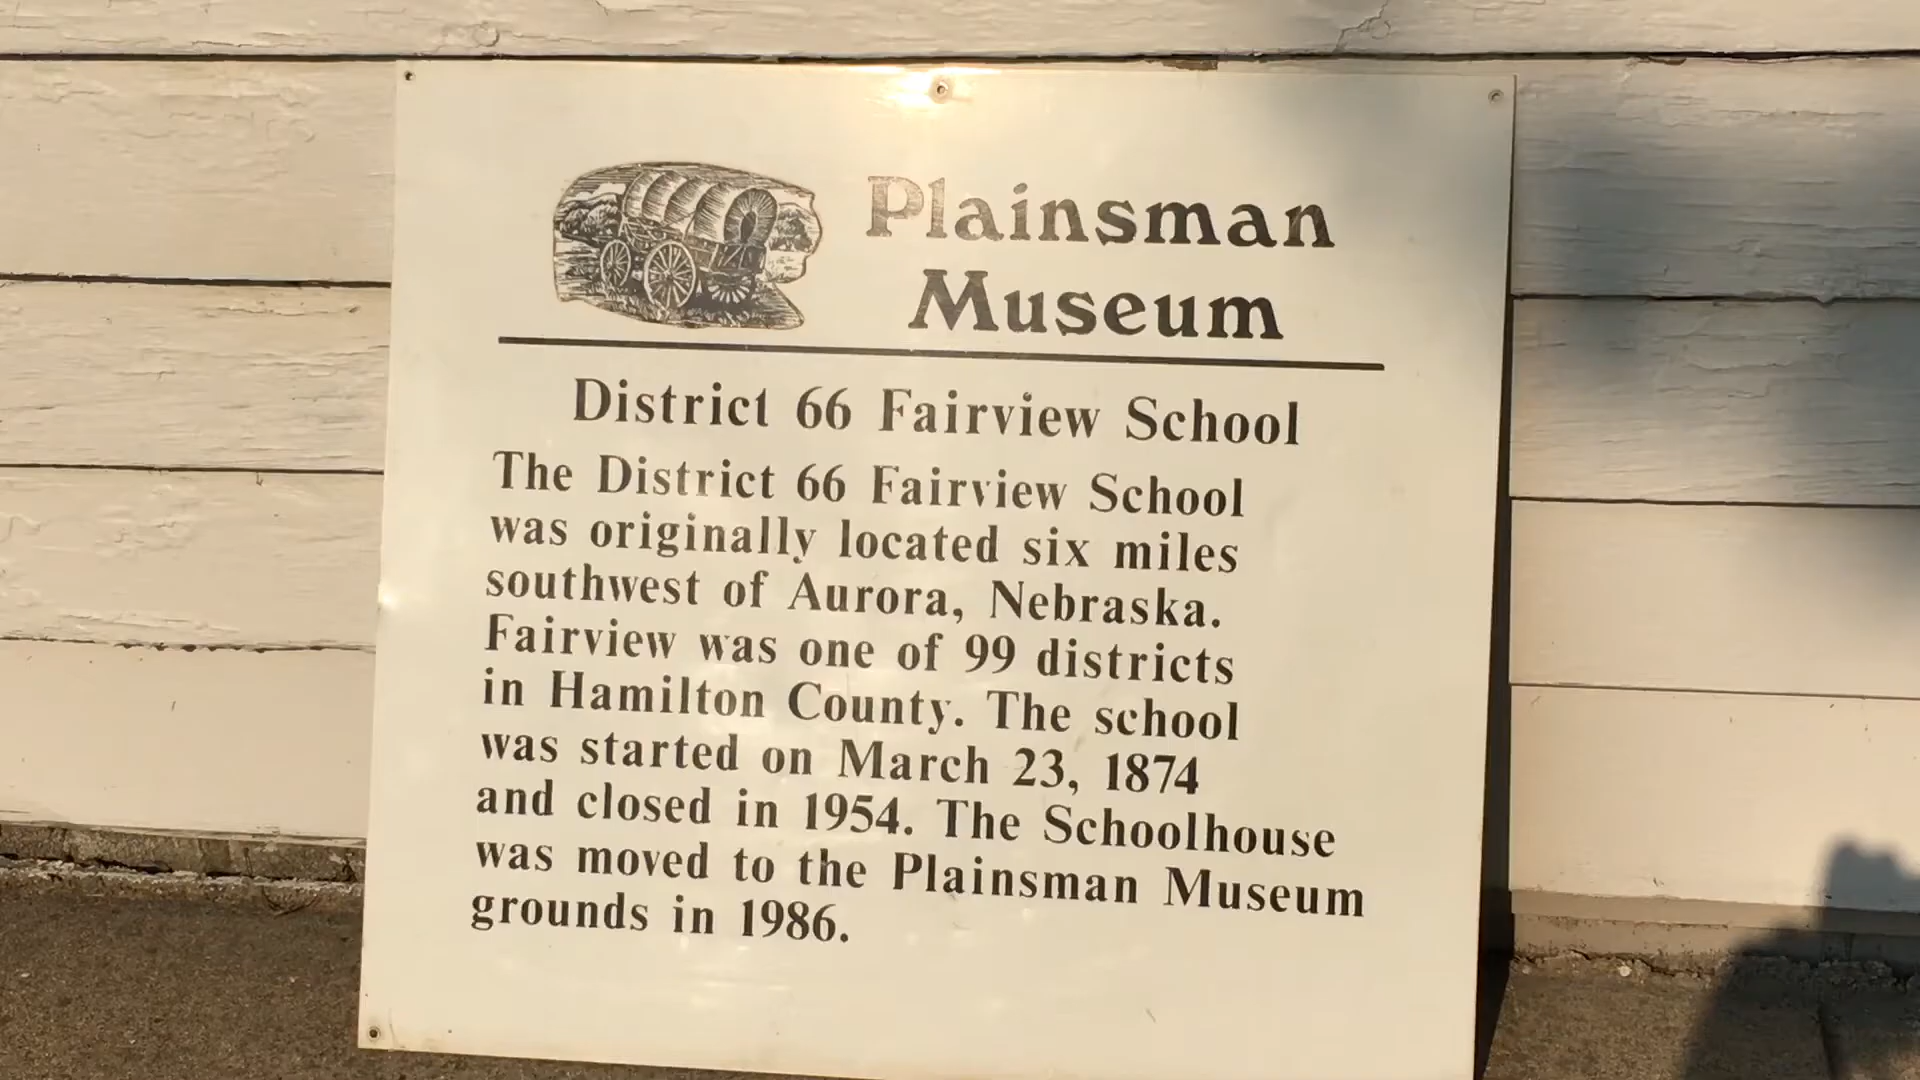 Plainsman
Museum
District 66 Fairview School
The District 66 Fairview School
was originally located six miles
southwest of Aurora, Nebraska.
Fairview was one of 99 districts
in Hamilton County. The school
was started on March 23, 1874
and closed in 1954. The Schoolhouse
was moved to the Plainsman Museum
grounds in 1986.